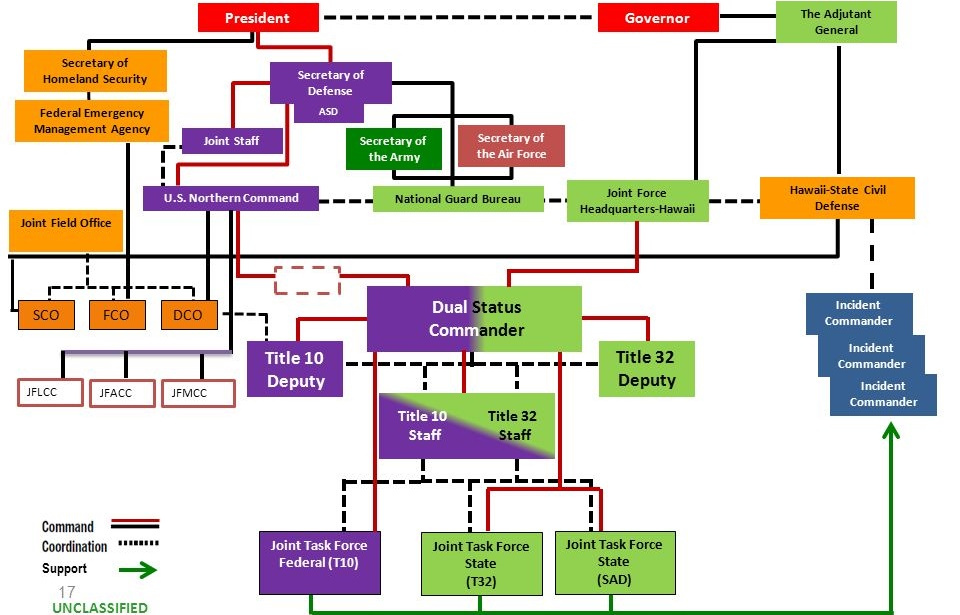 President
Governor
The Adjutant
General
Secretary of
Homeland Security
Secretary of
Defense
ASD
Federal Emergency
Management Agency
Joint Staff
Secretary of
the Army
Secretary of
the Air Force
U.S. Northern Command
National Guard Bureau
Joint Force
Headquarters-Hawaii
Hawaii-State Civil
Defense
Joint Field Office
SCO
FCO
DCO
Dual Status
Commander
Incident
Commander
Incident
Commander
Incident
Commander
Title 10
Deputy
Title 32
Deputy
JFLCC
JFACC
JFMCC
Title 10
Staff
Title 32
Staff
Command
Coordination
Support
Joint Task Force
Federal (T10)
Joint Task Force
State
(T32)
Joint Task Force
State
(SAD)
17
UNCLASSIFIED